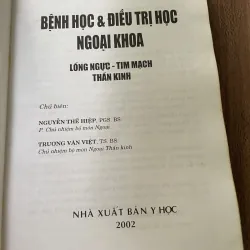 BỆNH HỌC & ĐIỀU TRỊ HỌC
NGOẠI KHOA
LỒNG NGỰC - TIM MẠCH
THẦN KINH
Chủ biên:
NGUYỄN THẾ HIỆP, PGS BS
P. Chủ nhiệm bộ môn Ngoại
TRƯƠNG VĂN VIỆT, TS BS
Chủ nhiệm bộ môn Ngoại Thần kinh
NHÀ XUẤT BẢN Y HỌC
2002